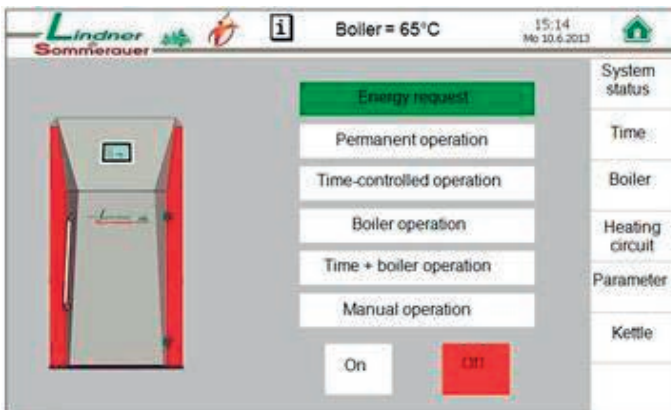 Lindner
&
Sommerauer
i
Boiler = 65°C
15:14
Mo 10.6.2013
Energy request
Permanent operation
Time-controlled operation
Boiler operation
Time + boiler operation
Manual operation
On
Off
System
status
Time
Boiler
Heating
circuit
Parameter
Kettle